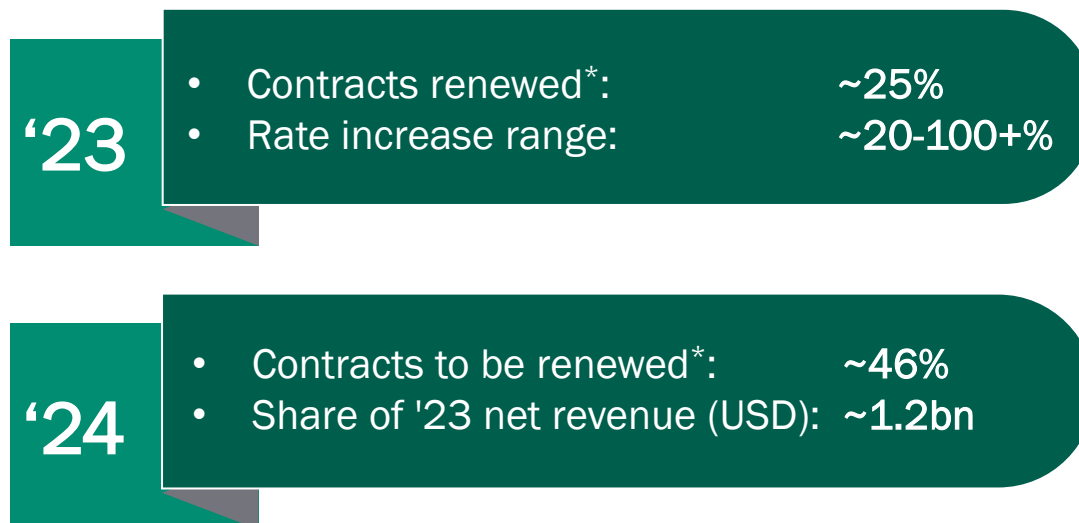 ‘23
• Contracts renewed*: ~25%
• Rate increase range: ~20-100+%
‘24
• Contracts to be renewed*: ~46%
• Share of '23 net revenue (USD): ~1.2bn